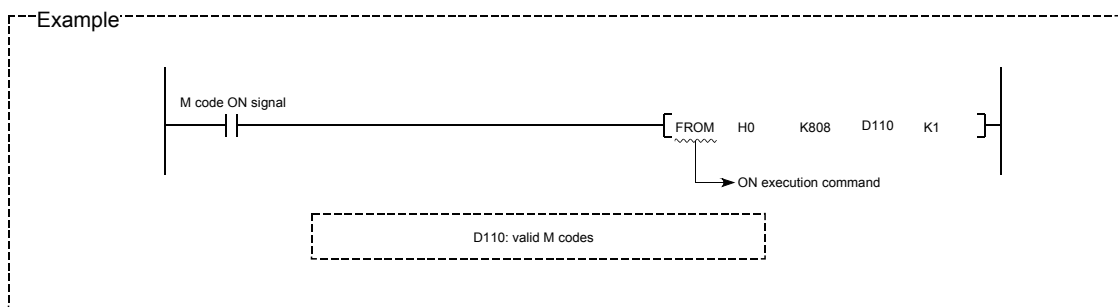 Example
M code ON signal
FROM H0 K808 D110 K1
ON execution command
D110: valid M codes